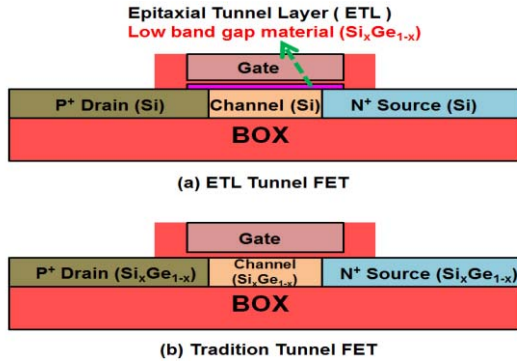 Epitaxial Tunnel Layer ( ETL )
Low band gap material (SixGe1-x)
Gate
P+ Drain (Si)
Channel (Si)
N+ Source (Si)
BOX
(a) ETL Tunnel FET
Gate
P+ Drain (SixGe1-x)
Channel
(SixGe1-x)
N+ Source (SixGe1-x)
BOX
(b) Tradition Tunnel FET